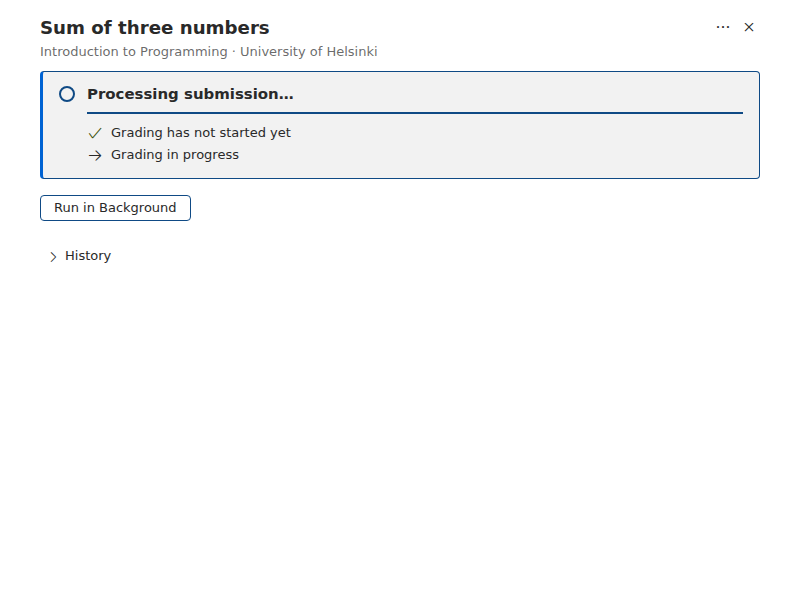 Sum of three numbers
Introduction to Programming · University of Helsinki
Processing submission…
Grading has not started yet
Grading in progress
Run in Background
History